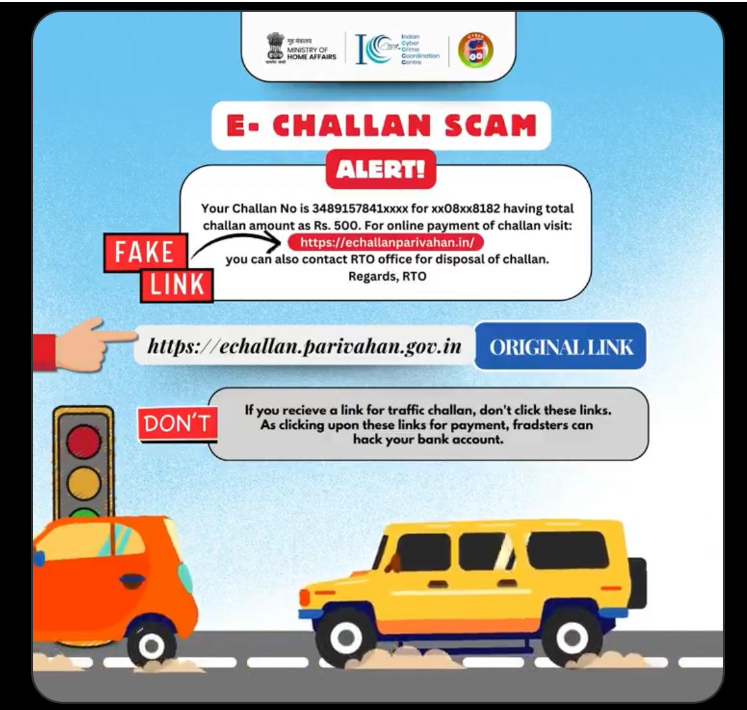 गृह मंत्रालय
MINISTRY OF
HOME AFFAIRS
Indian
Cyber
Crime
Coordination
Centre
CYBER
E- CHALLAN SCAM
ALERT!
Your Challan No is 3489157841xxxx for xx08xx8182 having total
challan amount as Rs. 500. For online payment of challan visit:
https://echallanparivahan.in/
you can also contact RTO office for disposal of challan.
Regards, RTO
FAKE
LINK
https://echallan.parivahan.gov.in
ORIGINAL LINK
DON'T
If you recieve a link for traffic challan, don't click these links.
As clicking upon these links for payment, fradsters can
hack your bank account.